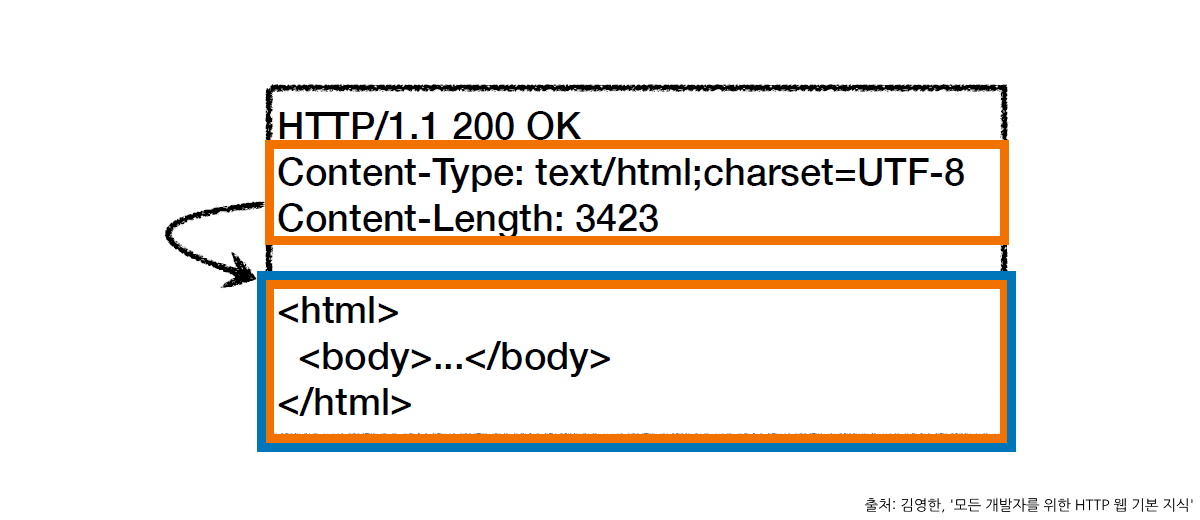 HTTP/1.1 200 OK
Content-Type: text/html;charset=UTF-8
Content-Length: 3423
<html>
<body>...</body>
</html>
출처: 김영한, '모든 개발자를 위한 HTTP 웹 기본 지식'